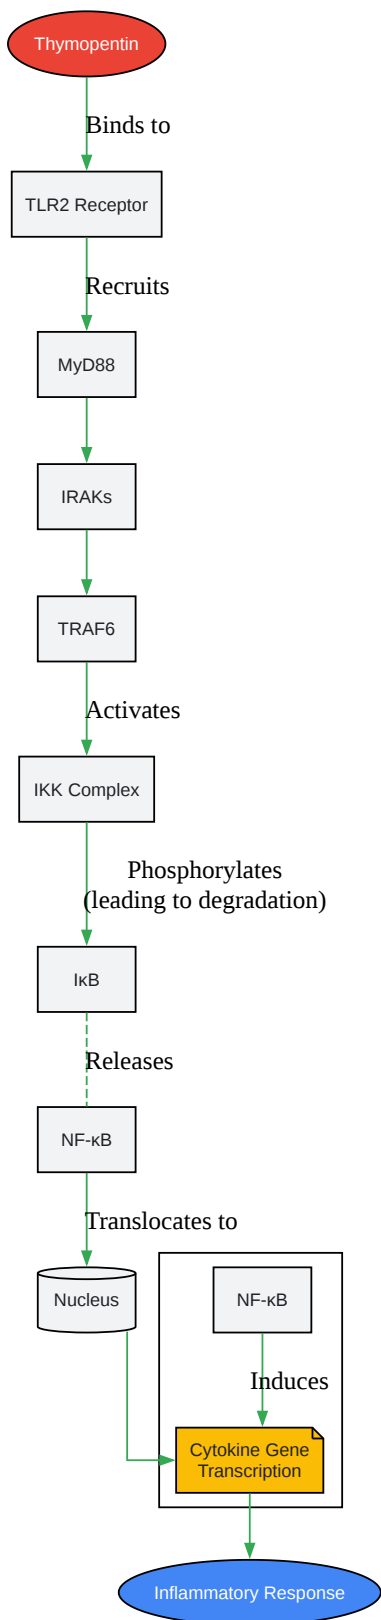 Thymopentin
Binds to
TLR2 Receptor
Recruits
MyD88
IRAKs
TRAF6
Activates
IKK Complex
Phosphorylates
(leading to degradation)
IκB
Releases
NF-κB
Translocates to
Nucleus
NF-κB
Induces
Cytokine Gene
Transcription
Inflammatory Response